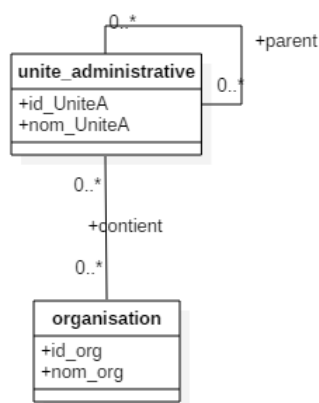 0..*
+parent
unite_administrative
0..*
+id_UniteA
+nom_UniteA
0..*
+contient
0..*
organisation
+id_org
+nom_org